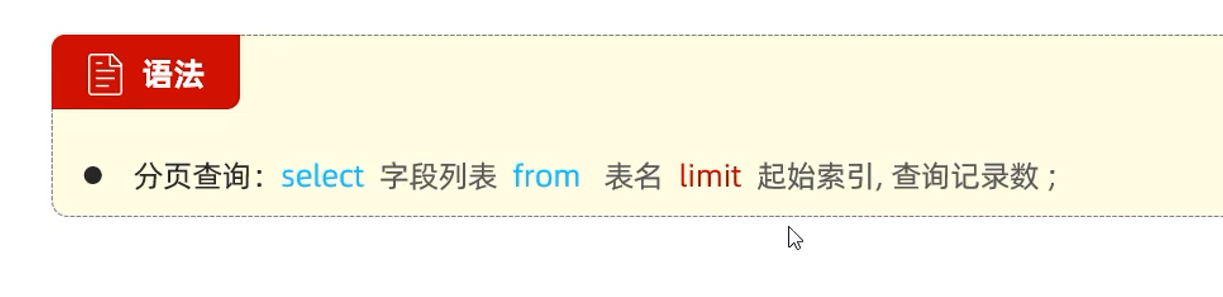 语法
分页查询：select 字段列表 from 表名 limit 起始索引, 查询记录数 ;